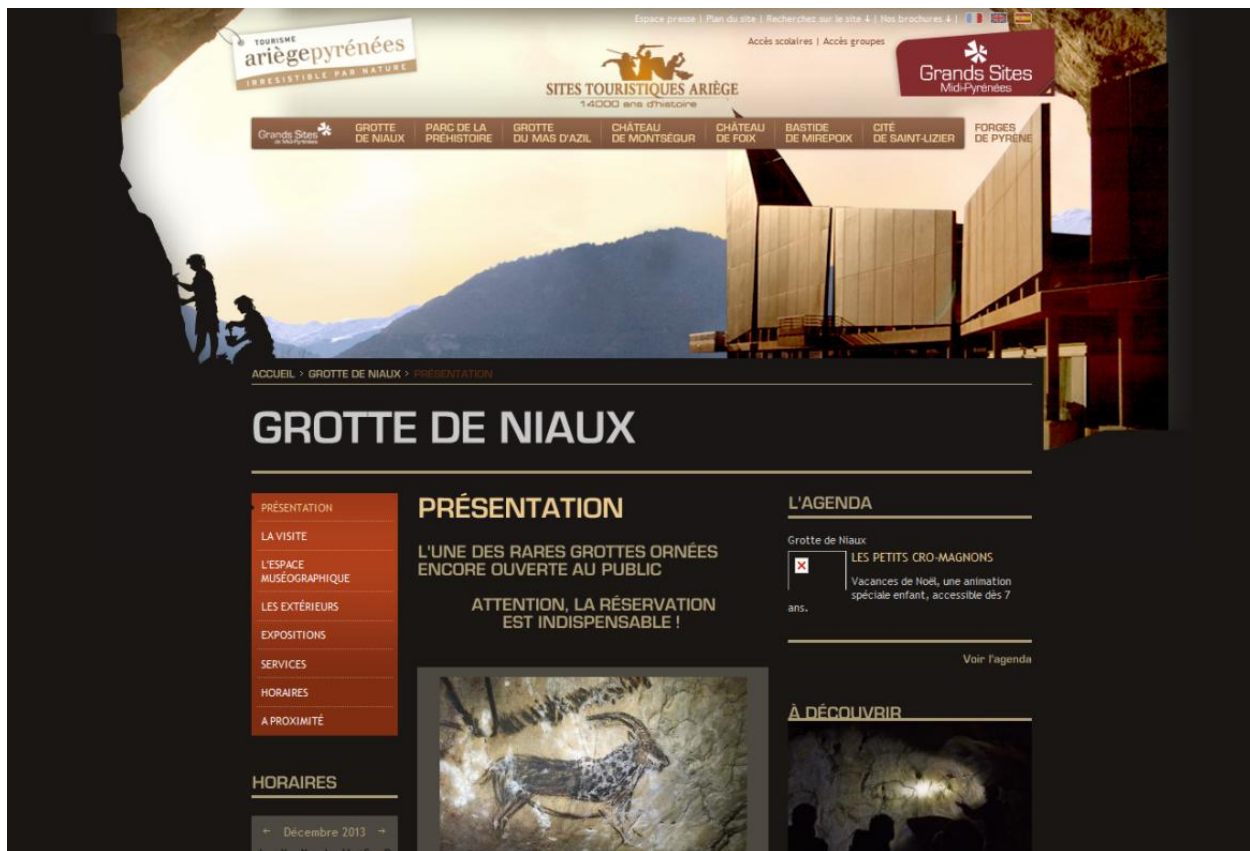 Espace presse | Plan du site | Recherchez sur le site ↓ | Nos brochures ↓ |
Accès scolaires | Accès groupes
TOURISME
ariègepyrénées
IRRESISTIBLE PAR NATURE
SITES TOURISTIQUES ARIÈGE
14000 ans d'histoire
Grands Sites
Midi-Pyrénées
Grands Sites
de Midi-Pyrénées
GROTTE
DE NIAUX
PARC DE LA
PRÉHISTOIRE
GROTTE
DU MAS D'AZIL
CHÂTEAU
DE MONTSÉGUR
CHÂTEAU
DE FOIX
BASTIDE
DE MIREPOIX
CITÉ
DE SAINT-LIZIER
FORGES
DE PYRÈNE
ACCUEIL > GROTTE DE NIAUX > PRÉSENTATION
GROTTE DE NIAUX
PRÉSENTATION
LA VISITE
L'ESPACE
MUSÉOGRAPHIQUE
LES EXTÉRIEURS
EXPOSITIONS
SERVICES
HORAIRES
A PROXIMITÉ
HORAIRES
← Décembre 2013 →
PRÉSENTATION
L'UNE DES RARES GROTTES ORNÉES
ENCORE OUVERTE AU PUBLIC
ATTENTION, LA RÉSERVATION
EST INDISPENSABLE !
L'AGENDA
Grotte de Niaux
LES PETITS CRO-MAGNONS
Vacances de Noël, une animation
spéciale enfant, accessible dès 7
ans.
Voir l'agenda
À DÉCOUVRIR